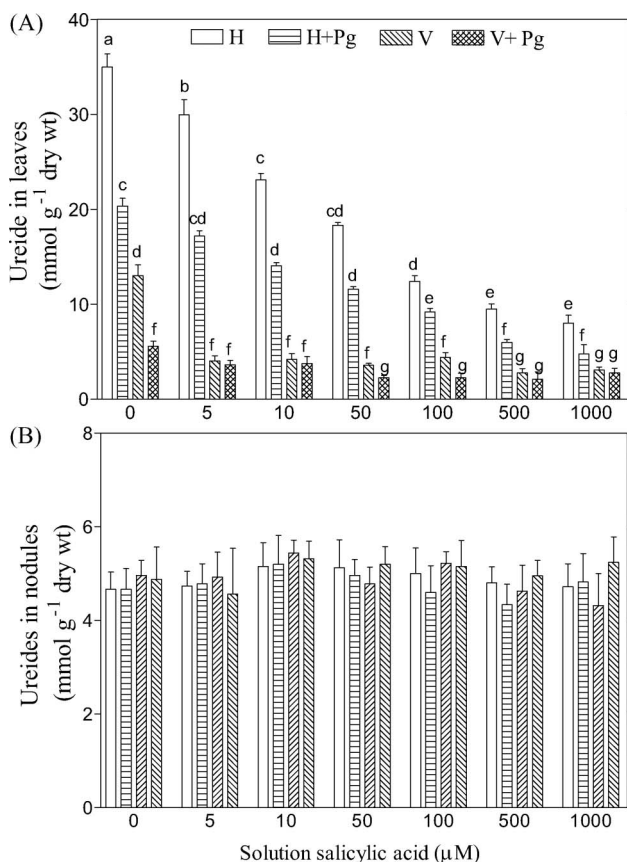 (A)
H H+Pg V V+ Pg
Ureide in leaves
(mmol g⁻¹ dry wt)
40
30
20
10
0
a
c
d
f
b
cd
f
f
c
d
f
f
cd
d
f
g
d
e
f
g
e
f
g
g
e
f
g
g
0 5 10 50 100 500 1000
(B)
Ureides in nodules
(mmol g⁻¹ dry wt)
8
6
4
2
0
0 5 10 50 100 500 1000
Solution salicylic acid (μM)